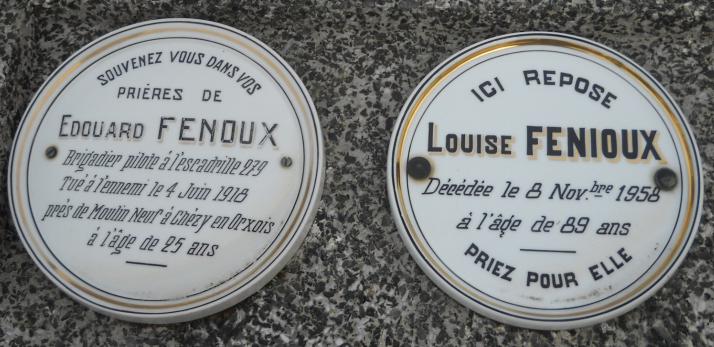 SOUVENEZ VOUS DANS VOS
PRIÈRES DE
EDOUARD FENOUX
Brigadier pilote à l'escadrille 279
Tué à l'ennemi le 4 Juin 1918
près de Moulin Neuf à Chézy en Orxois
à l'âge de 25 ans
ICI REPOSE
LOUISE FENIOUX
Décédée le 8 Nov.bre 1958
à l'âge de 89 ans
PRIEZ POUR ELLE